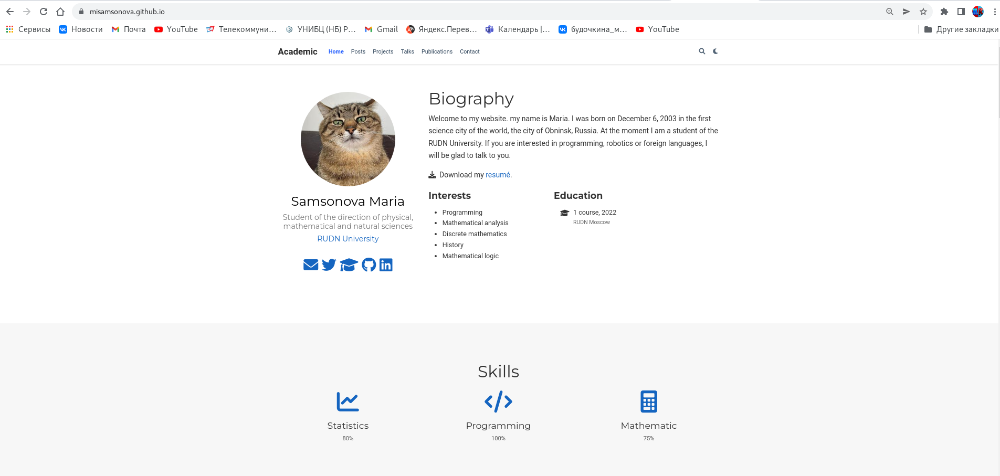 misamsonova.github.io
Сервисы Новости Почта YouTube Телекоммуни... УНИБЦ (НБ) Р... Gmail Яндекс.Перев... Календарь |... будочкина_м... YouTube Другие закладки
Academic Home Posts Projects Talks Publications Contact
Biography
Welcome to my website. my name is Maria. I was born on December 6, 2003 in the first
science city of the world, the city of Obninsk, Russia. At the moment I am a student of the
RUDN University. If you are interested in programming, robotics or foreign languages, I
will be glad to talk to you.
Download my resumé.
Samsonova Maria
Student of the direction of physical,
mathematical and natural sciences
RUDN University
Interests
Programming
Mathematical analysis
Discrete mathematics
History
Mathematical logic
Education
1 course, 2022
RUDN Moscow
Skills
Statistics
80%
Programming
100%
Mathematic
75%